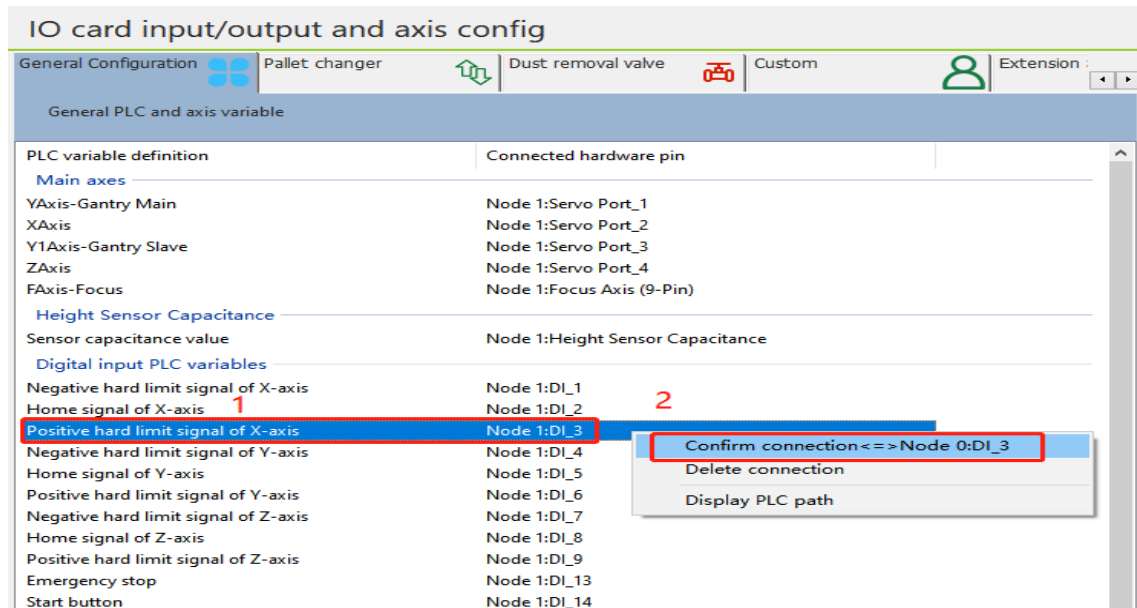 IO card input/output and axis config
General Configuration Pallet changer Dust removal valve Custom Extension
General PLC and axis variable
PLC variable definition Connected hardware pin
Main axes
YAxis-Gantry Main Node 1:Servo Port_1
XAxis Node 1:Servo Port_2
Y1Axis-Gantry Slave Node 1:Servo Port_3
ZAxis Node 1:Servo Port_4
FAxis-Focus Node 1:Focus Axis (9-Pin)
Height Sensor Capacitance
Sensor capacitance value Node 1:Height Sensor Capacitance
Digital input PLC variables
Negative hard limit signal of X-axis Node 1:DI_1
Home signal of X-axis 1 Node 1:DI_2 2
Positive hard limit signal of X-axis Node 1:DI_3
Confirm connection<=>Node 0:DI_3
Negative hard limit signal of Y-axis Node 1:DI_4
Delete connection
Home signal of Y-axis Node 1:DI_5
Positive hard limit signal of Y-axis Node 1:DI_6
Display PLC path
Negative hard limit signal of Z-axis Node 1:DI_7
Home signal of Z-axis Node 1:DI_8
Positive hard limit signal of Z-axis Node 1:DI_9
Emergency stop Node 1:DI_13
Start button Node 1:DI_14